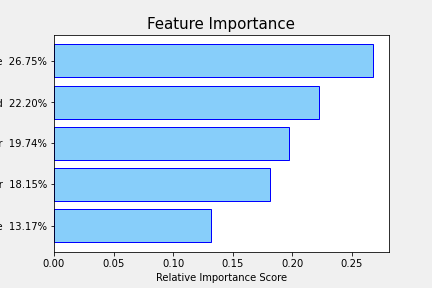 Feature Importance
e 26.75%
d 22.20%
r 19.74%
r 18.15%
e 13.17%
0.00 0.05 0.10 0.15 0.20 0.25
Relative Importance Score